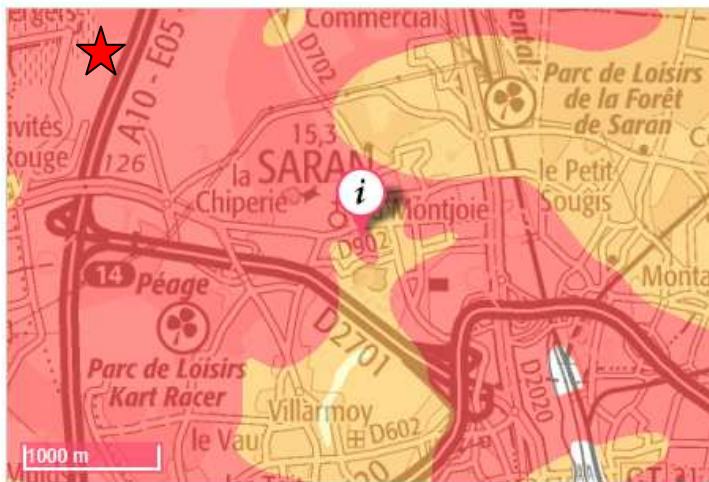 Commercial
A10 - E05
D702
Parc de Loisirs
de la Forêt
de Saran
15,3
126
la
SARAN
Chiperie
i
Montjoie
le Petit
Sougis
D902
14
Péage
D2701
Parc de Loisirs
Kart Racer
D2020
Villarmoy
le Vau
D602
1000 m